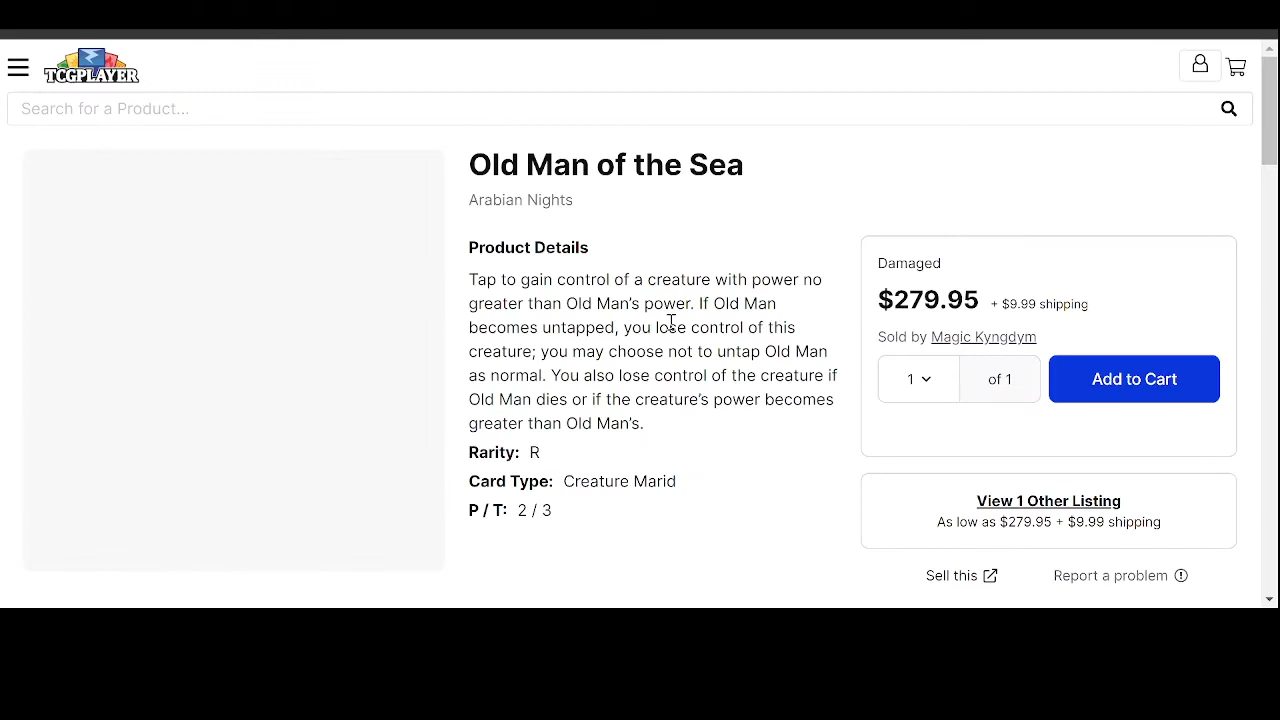 TCGPLAYER
Search for a Product...
Old Man of the Sea
Arabian Nights
Product Details
Tap to gain control of a creature with power no
greater than Old Man's power. If Old Man
becomes untapped, you lose control of this
creature; you may choose not to untap Old Man
as normal. You also lose control of the creature if
Old Man dies or if the creature's power becomes
greater than Old Man's.
Rarity: R
Card Type: Creature Marid
P / T: 2 / 3
Damaged
$279.95 + $9.99 shipping
Sold by Magic Kyngdym
1 of 1 Add to Cart
View 1 Other Listing
As low as $279.95 + $9.99 shipping
Sell this Report a problem